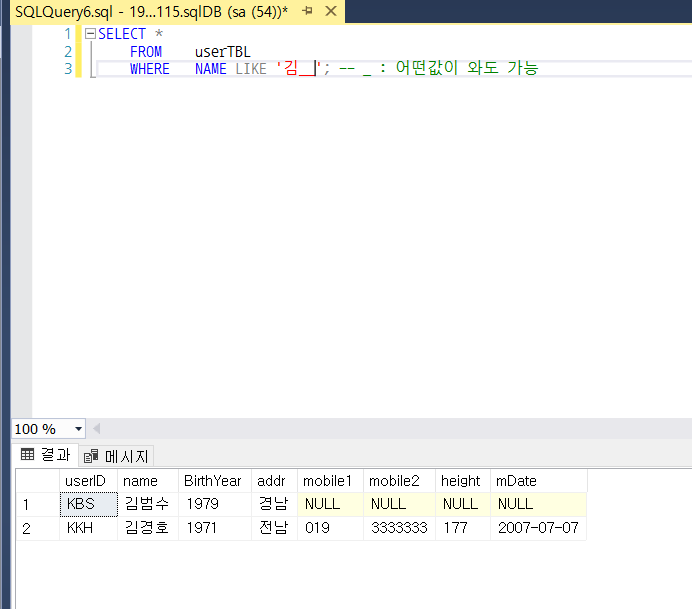 SQLQuery6.sql - 19...115.sqlDB (sa (54))*
1 SELECT *
2 FROM userTBL
3 WHERE NAME LIKE '김__'; -- _ : 어떤값이 와도 가능
100 %
결과 메시지
userID name BirthYear addr mobile1 mobile2 height mDate
1 KBS 김범수 1979 경남 NULL NULL NULL NULL
2 KKH 김경호 1971 전남 019 3333333 177 2007-07-07